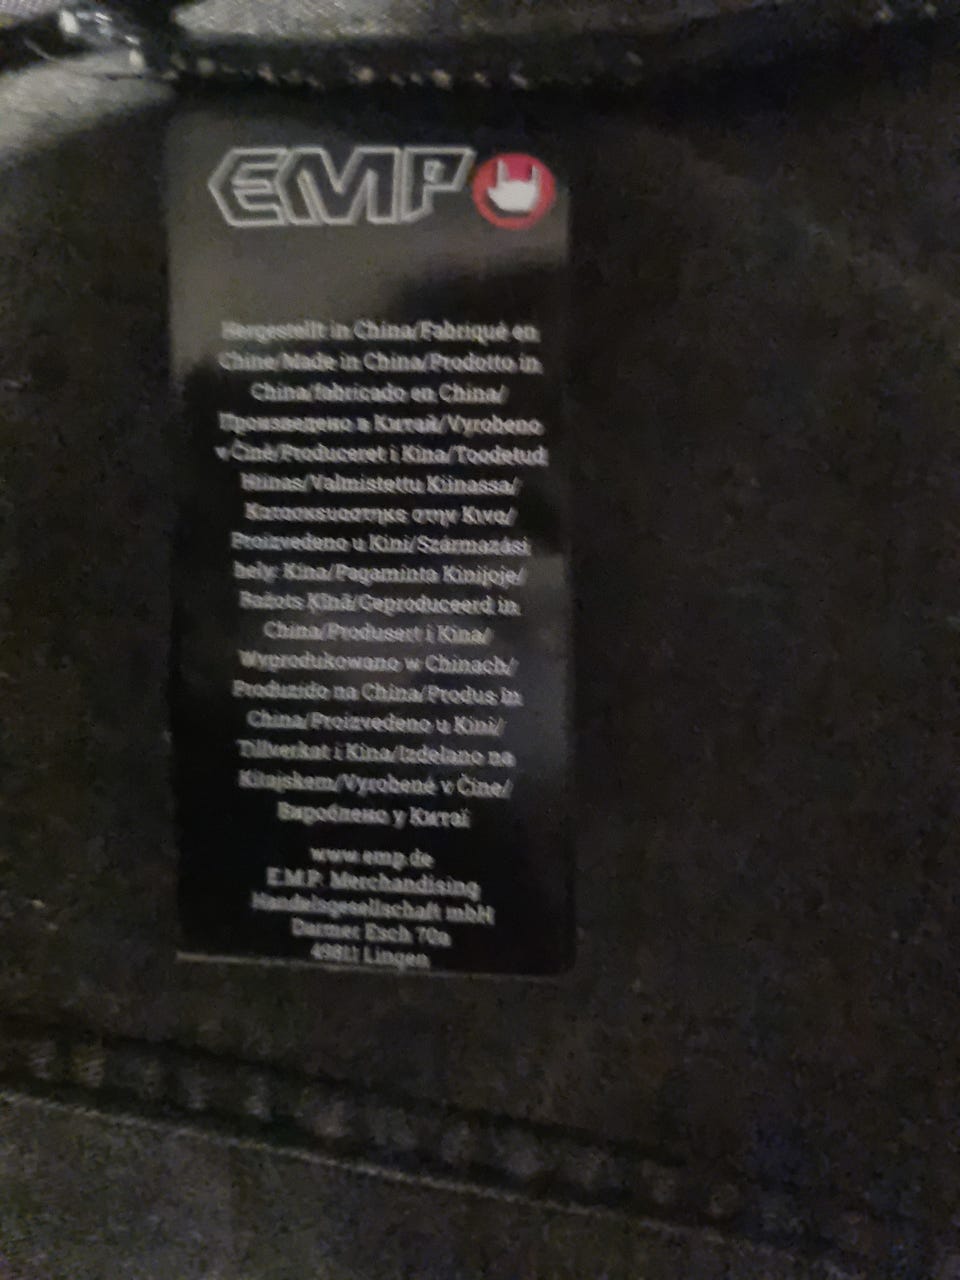 EMP
Hergestellt in China/Fabriqué en
Chine/Made in China/Prodotto in
China/fabricado en China/
Произведено в Китай/Vyrobeno
v Číně/Produceret i Kina/Toodetud
Hiinas/Valmistettu Kiinassa/
Κατασκευαστηκε στην Κινα/
Proizvedeno u Kini/Származási
hely: Kína/Pagaminta Kinijoje/
Ražots Ķīnā/Geproduceerd in
China/Produsert i Kina/
Wyprodukowano w Chinach/
Produzido na China/Produs în
China/Proizvedeno u Kini/
Tillverkat i Kina/Izdelano na
Kitajskem/Vyrobené v Číne/
Вироблено у Китаї
www.emp.de
E.M.P. Merchandising
Handelsgesellschaft mbH
Darmer Esch 70a
49811 Lingen